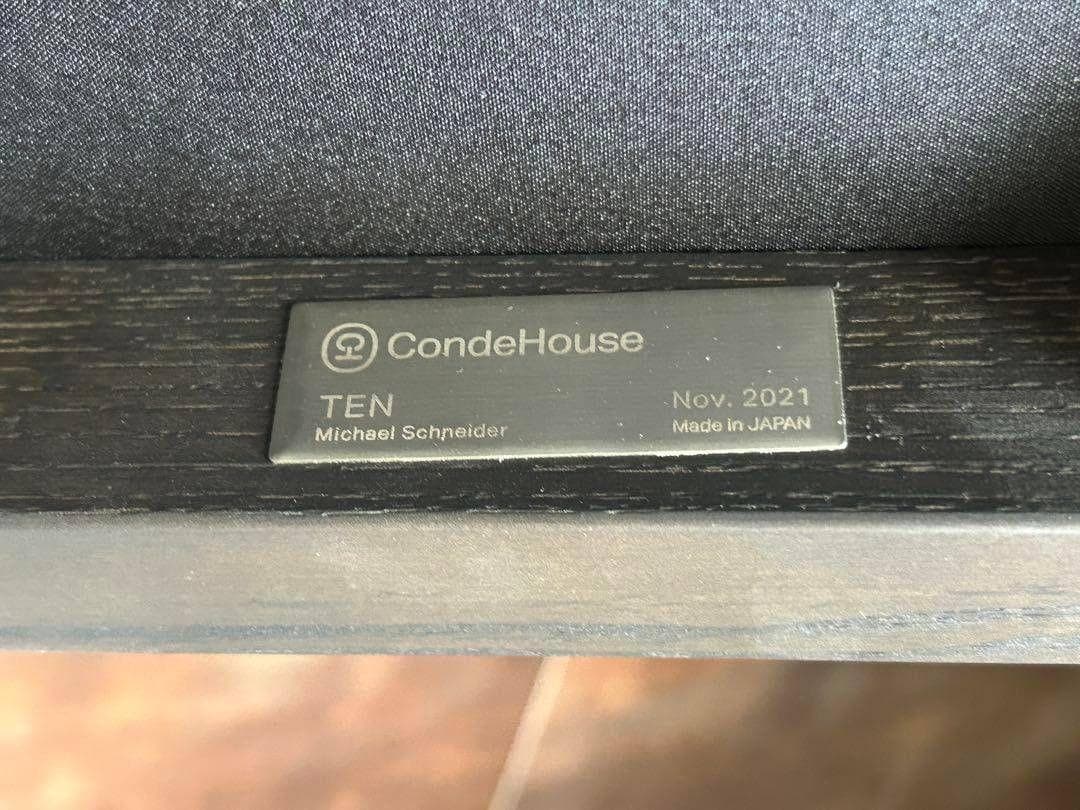 CondeHouse
TEN
Michael Schneider
Nov. 2021
Made in JAPAN